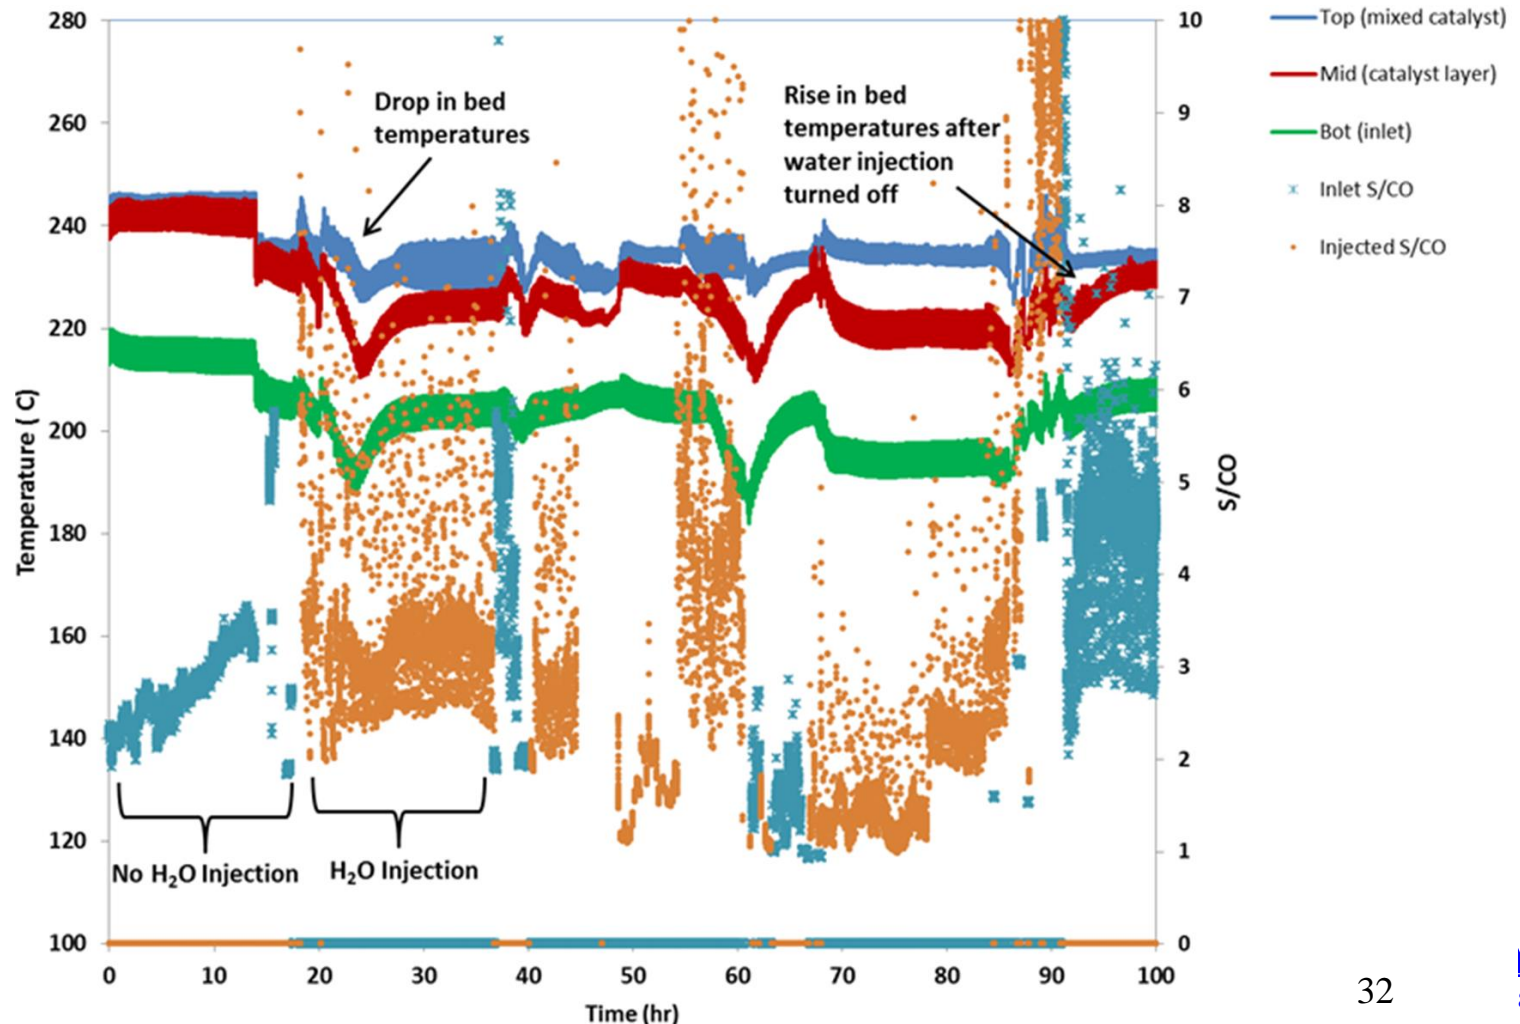 280
260
240
220
200
180
160
140
120
100
Temperature ( C)
0 10 20 30 40 50 60 70 80 90 100
Time (hr)
10
9
8
7
6
5
4
3
2
1
0
S/CO
Drop in bed
temperatures
Rise in bed
temperatures after
water injection
turned off
No H₂O Injection
H₂O Injection
Top (mixed catalyst)
Mid (catalyst layer)
Bot (inlet)
Inlet S/CO
Injected S/CO
32